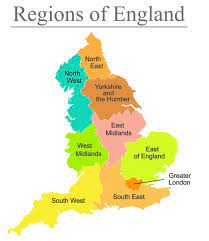 Regions of England
North
East
North
West
Yorkshire
and the
Humber
East
Midlands
West
Midlands
East
of England
Greater
London
South West
South East